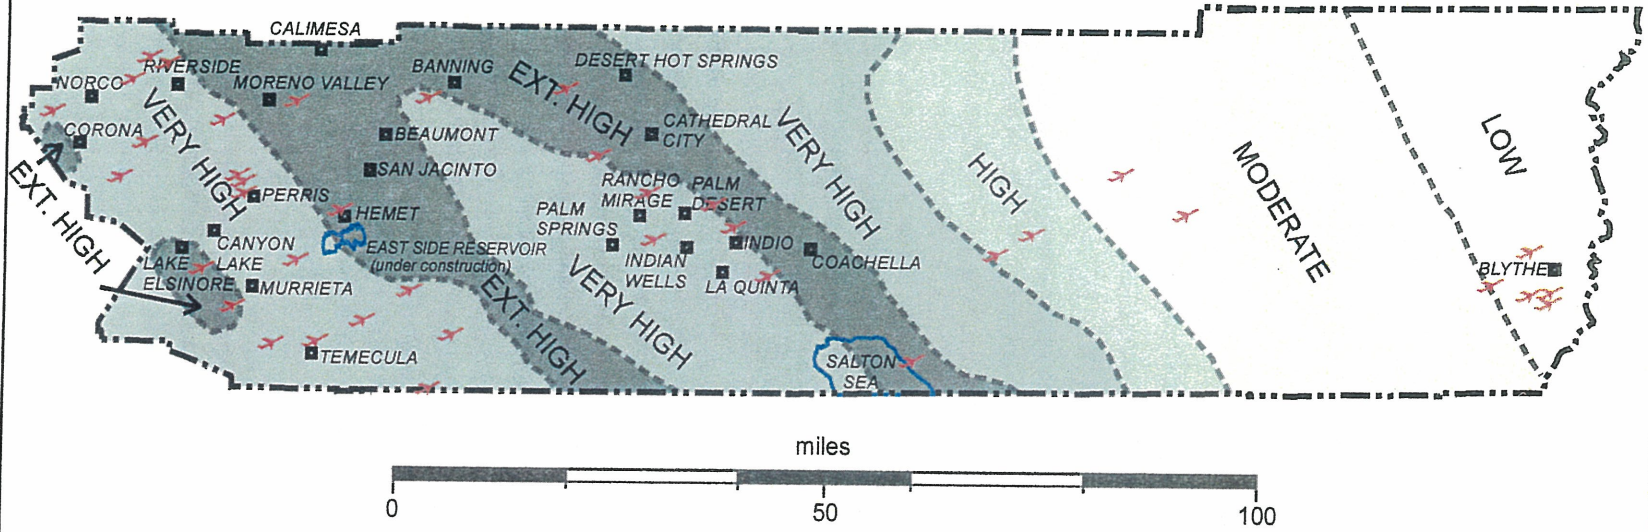 CALIMESA
RIVERSIDE
NORCO
MORENO VALLEY
BANNING
DESERT HOT SPRINGS
EXT. HIGH
CORONA
VERY HIGH
BEAUMONT
CATHEDRAL
CITY
VERY HIGH
HIGH
MODERATE
LOW
EXT. HIGH
SAN JACINTO
PERRIS
HEMET
RANCHO
MIRAGE
PALM
DESERT
PALM
SPRINGS
CANYON
LAKE
LAKE
ELSINORE
EAST SIDE RESERVOIR
(under construction)
INDIAN
WELLS
INDIO
COACHELLA
LA QUINTA
MURRIETA
VERY HIGH
EXT. HIGH
BLYTHE
TEMECULA
SALTON
SEA
miles
0
50
100